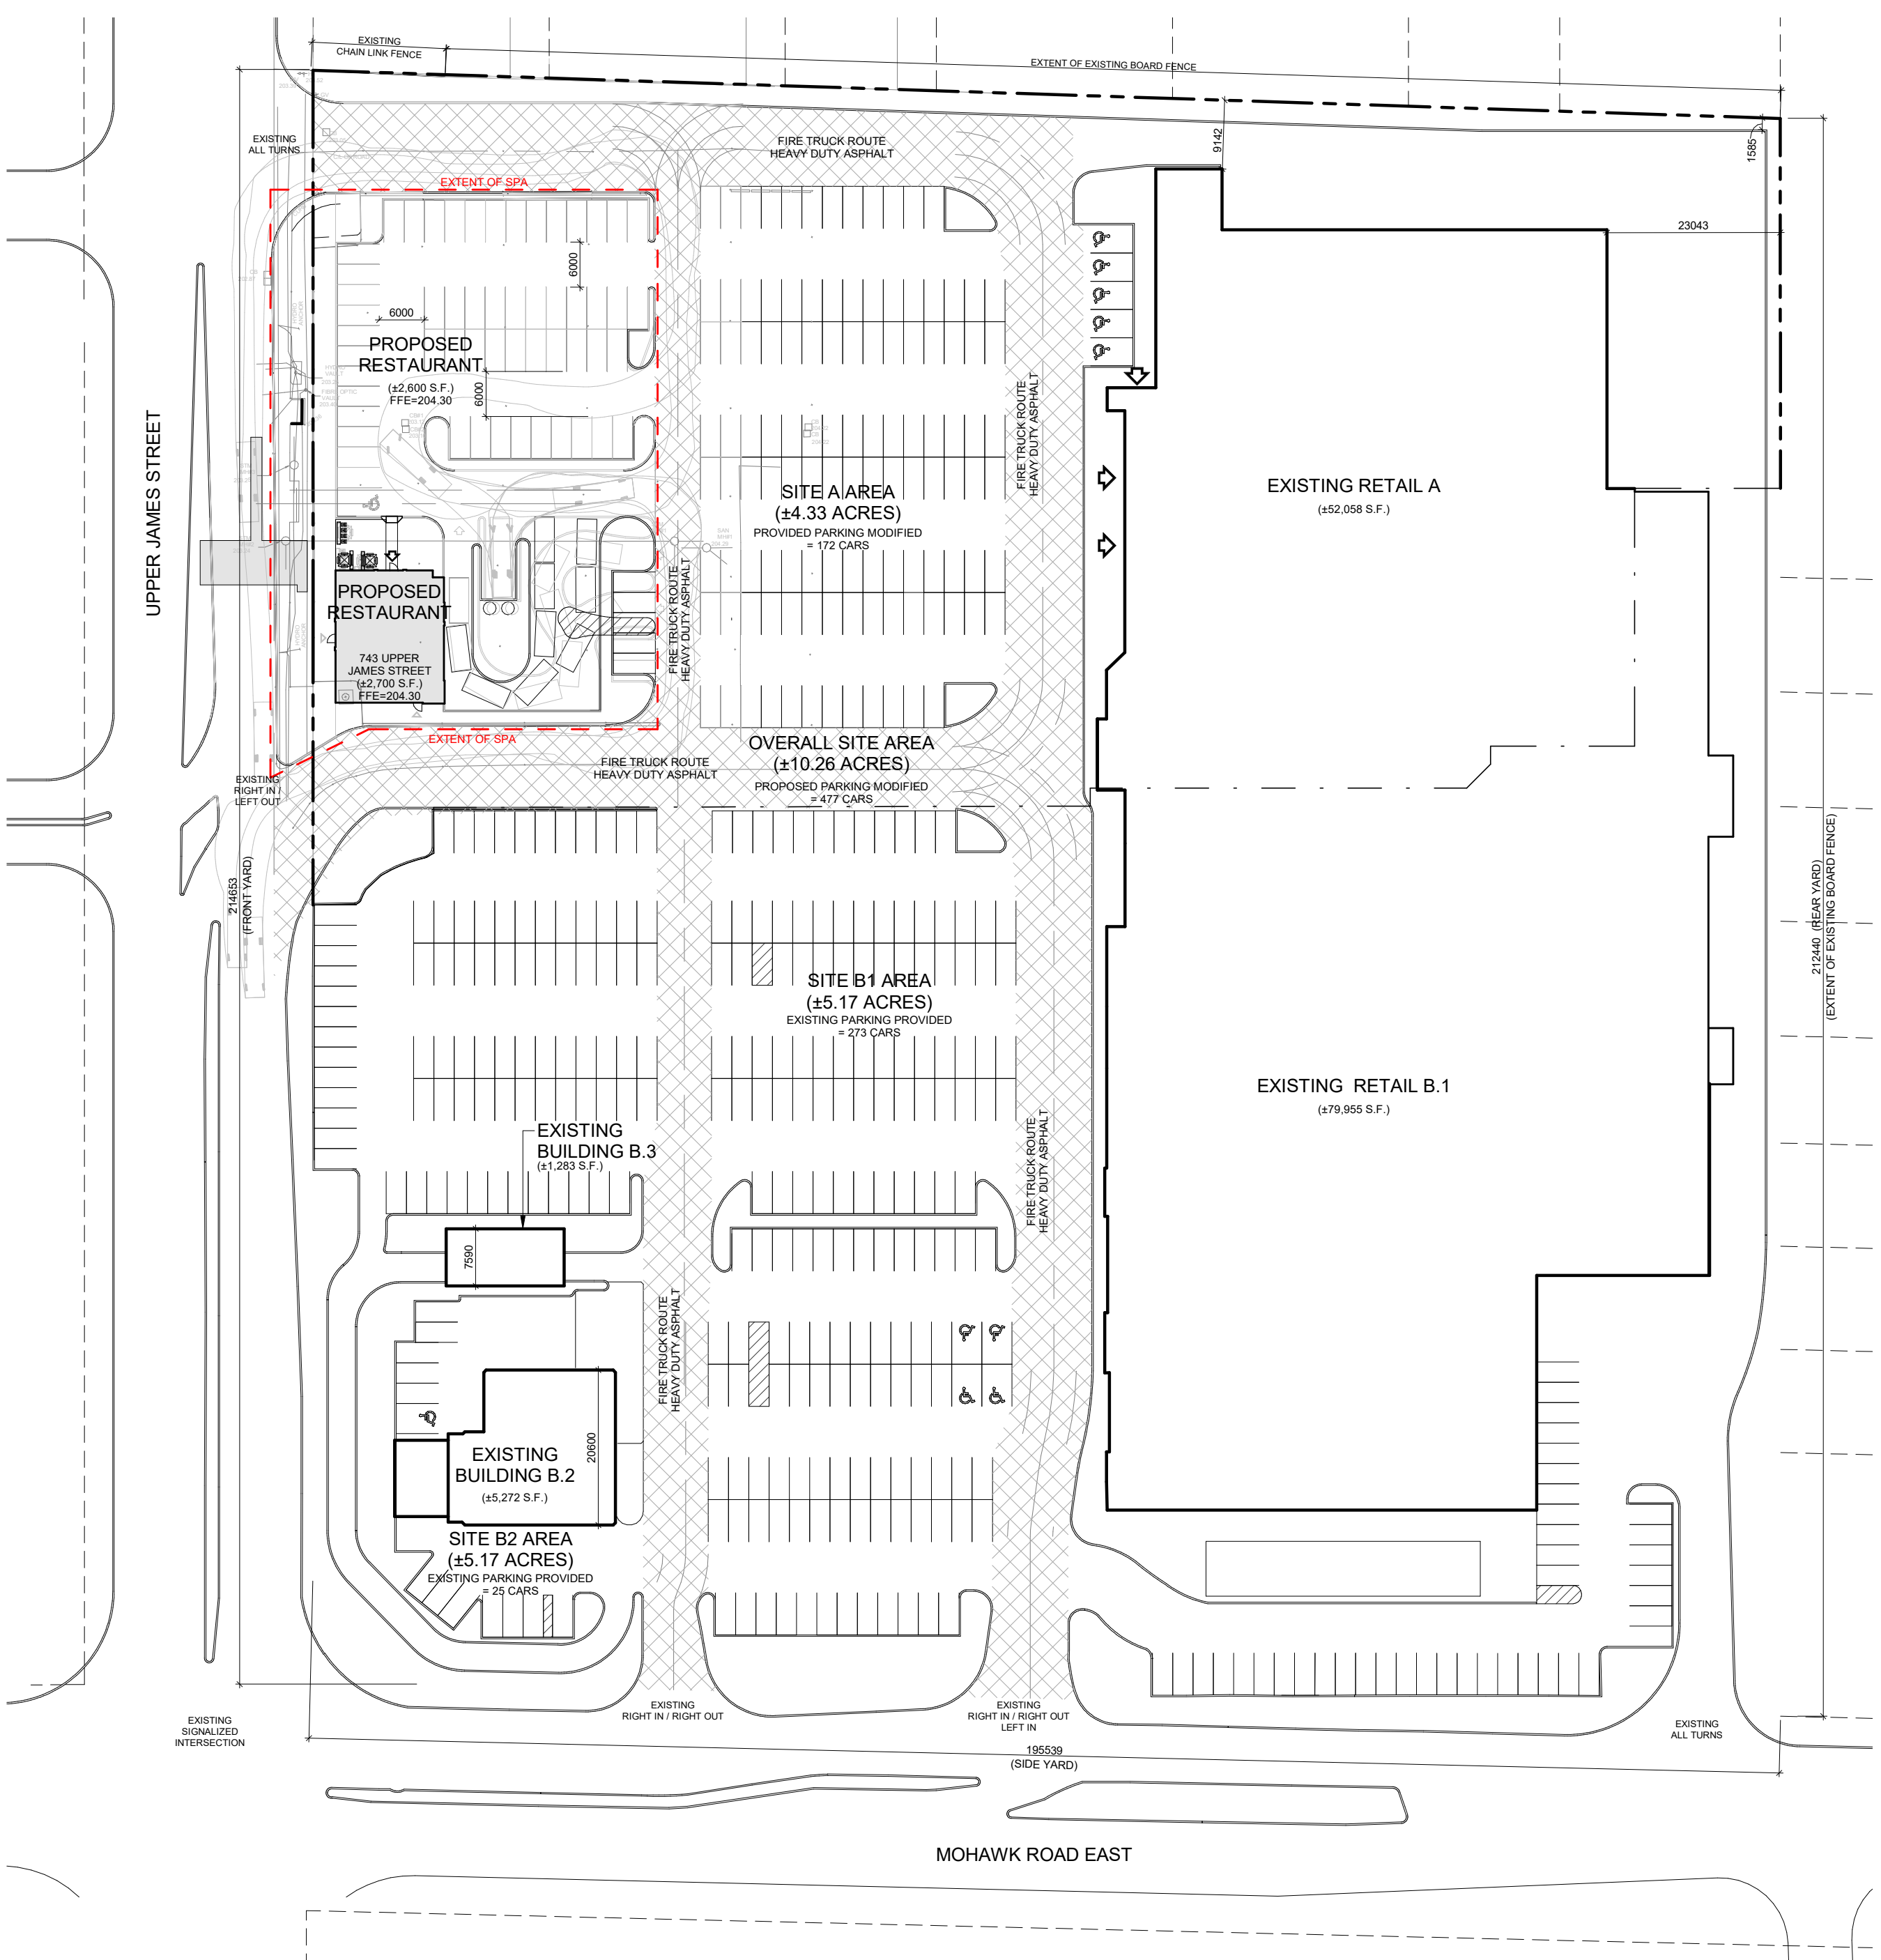 EXISTING
CHAIN LINK FENCE
EXTENT OF EXISTING BOARD FENCE
EXISTING
ALL TURNS
FIRE TRUCK ROUTE
HEAVY DUTY ASPHALT
9142
1585
EXTENT OF SPA
23043
6000
6000
PROPOSED
RESTAURANT
(±2,600 S.F.)
FFE=204.30
6000
FIRE TRUCK ROUTE
HEAVY DUTY ASPHALT
UPPER JAMES STREET
SITE A AREA
(±4.33 ACRES)
PROVIDED PARKING MODIFIED
= 172 CARS
EXISTING RETAIL A
(±52,058 S.F.)
SAN
MH#1
204.29
PROPOSED
RESTAURANT
743 UPPER
JAMES STREET
(±2,700 S.F.)
FFE=204.30
FIRE TRUCK ROUTE
HEAVY DUTY ASPHALT
EXTENT OF SPA
OVERALL SITE AREA
(±10.26 ACRES)
PROPOSED PARKING MODIFIED
= 477 CARS
FIRE TRUCK ROUTE
HEAVY DUTY ASPHALT
EXISTING
RIGHT IN /
LEFT OUT
214653
(FRONT YARD)
212440 (REAR YARD)
(EXTENT OF EXISTING BOARD FENCE)
SITE B1 AREA
(±5.17 ACRES)
EXISTING PARKING PROVIDED
= 273 CARS
EXISTING RETAIL B.1
(±79,955 S.F.)
EXISTING
BUILDING B.3
(±1,283 S.F.)
FIRE TRUCK ROUTE
HEAVY DUTY ASPHALT
7590
FIRE TRUCK ROUTE
HEAVY DUTY ASPHALT
20600
EXISTING
BUILDING B.2
(±5,272 S.F.)
SITE B2 AREA
(±5.17 ACRES)
EXISTING PARKING PROVIDED
= 25 CARS
EXISTING
RIGHT IN / RIGHT OUT
EXISTING
RIGHT IN / RIGHT OUT
LEFT IN
EXISTING
SIGNALIZED
INTERSECTION
EXISTING
ALL TURNS
195539
(SIDE YARD)
MOHAWK ROAD EAST